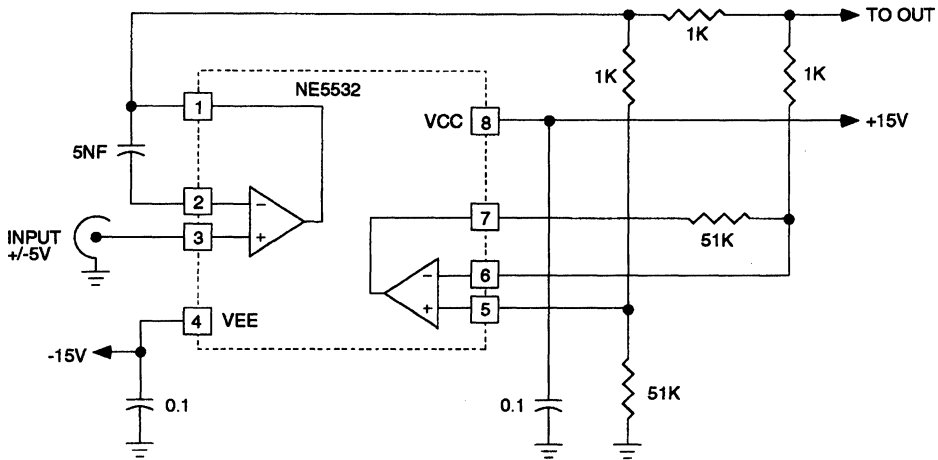 TO OUT
1K
1K
1K
NE5532
1
VCC
8
+15V
5NF
2
−
7
51K
INPUT
+/-5V
3
+
−
6
+
5
4
VEE
-15V
0.1
0.1
51K